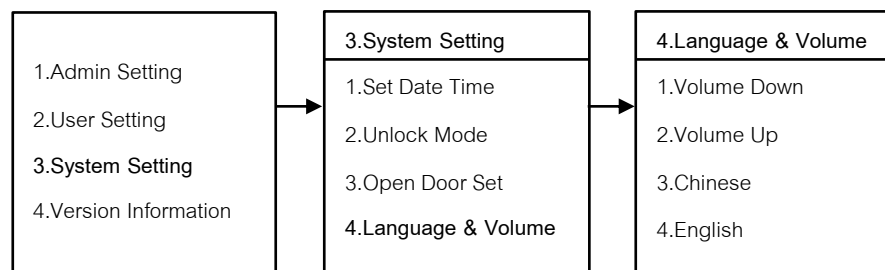 1.Admin Setting
2.User Setting
3.System Setting
4.Version Information
3.System Setting
1.Set Date Time
2.Unlock Mode
3.Open Door Set
4.Language & Volume
4.Language & Volume
1.Volume Down
2.Volume Up
3.Chinese
4.English